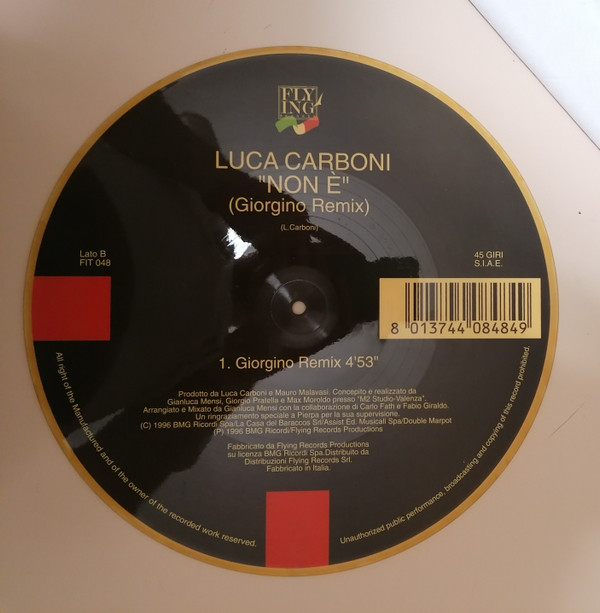 FLY
ING
RECORDS
LUCA CARBONI
"NON È"
(Giorgino Remix)
(L.Carboni)
Lato B
FIT 048
45 GIRI
S.I.A.E.
8 013744 084849
1. Giorgino Remix 4'53"
Prodotto da Luca Carboni e Mauro Malavasi. Concepito e realizzato da
Gianluca Mensi, Giorgio Pratella e Max Moroldo presso "M2 Studio-Valenza".
Arrangiato e Mixato da Gianluca Mensi con la collaborazione di Carlo Fath e Fabio Giraldo.
Un ringraziamento speciale a Pierpa per la sua supervisione.
(C) 1996 BMG Ricordi Spa/La Casa del Baraccos Srl/Assist Ed. Musicali Spa/Double Marpot
(P) 1996 BMG Ricordi/Flying Records Productions
Fabbricato da Flying Records Productions
su licenza BMG Ricordi Spa.Distribuito da
Distribuzioni Flying Records Srl.
Fabbricato in Italia.
All right of the Manufactured and of the owner of the recorded work reserved.
Unauthorized public performance, broadcasting and copying of this record prohibited.